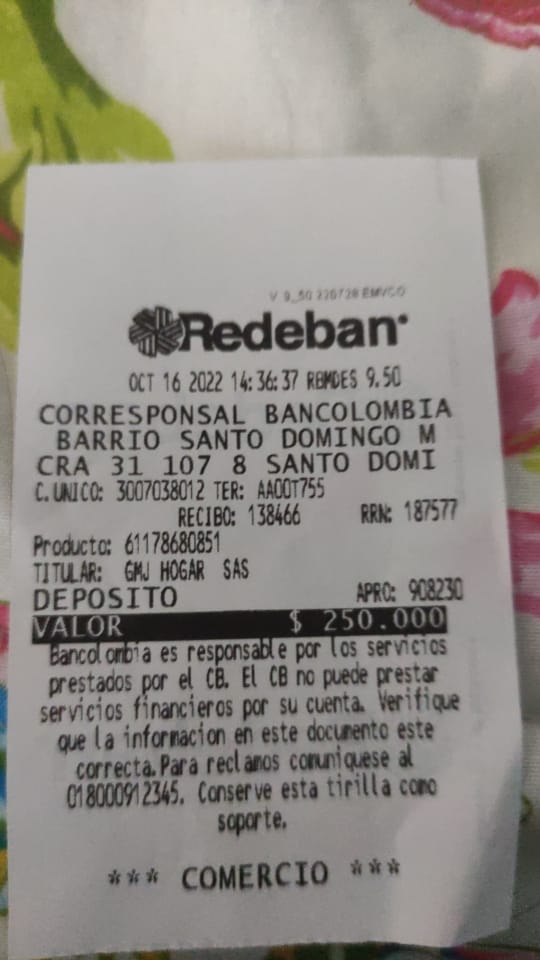 V 9_50 220728 EMVCO
Redeban
OCT 16 2022 14:36:37 RBMDES 9.50
CORRESPONSAL BANCOLOMBIA
BARRIO SANTO DOMINGO M
CRA 31 107 8 SANTO DOMI
C.UNICO: 3007038012 TER: AA00T755
RECIBO: 138466 RRN: 187577
Producto: 61178680851
TITULAR: GMJ HOGAR SAS
DEPOSITO APRO: 908230
VALOR $ 250.000
Bancolombia es responsable por los servicios
prestados por el CB. El CB no puede prestar
servicios financieros por su cuenta. Verifique
que la informacion en este documento este
correcta.Para reclamos comuniquese al
018000912345. Conserve esta tirilla como
soporte.
*** COMERCIO ***